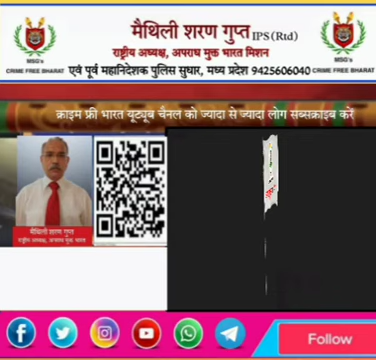 मैथिली शरण गुप्त IPS (Rtd)
राष्ट्रीय अध्यक्ष, अपराध मुक्त भारत मिशन
MSG's
CRIME FREE BHARAT
एवं पूर्व महानिदेशक पुलिस सुधार, मध्य प्रदेश 9425606040
MSG's
CRIME FREE BHARAT
क्राइम फ्री भारत यूट्यूब चैनल को ज्यादा से ज्यादा लोग सब्सक्राइब करें
मैथिली शरण गुप्त
राष्ट्रीय अध्यक्ष, अपराध मुक्त भारत
Follow